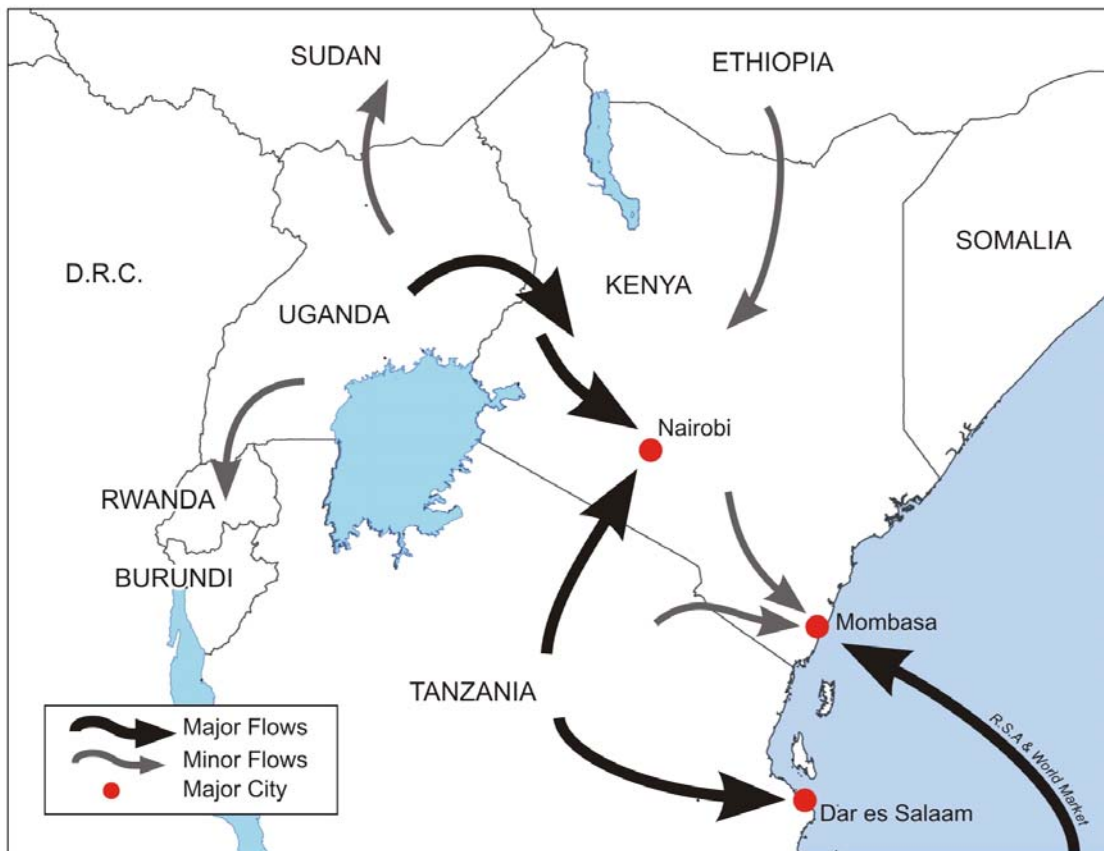 SUDAN
ETHIOPIA
SOMALIA
D.R.C.
KENYA
UGANDA
Nairobi
RWANDA
BURUNDI
Mombasa
TANZANIA
R.S.A & World Market
Dar es Salaam
Major Flows
Minor Flows
Major City